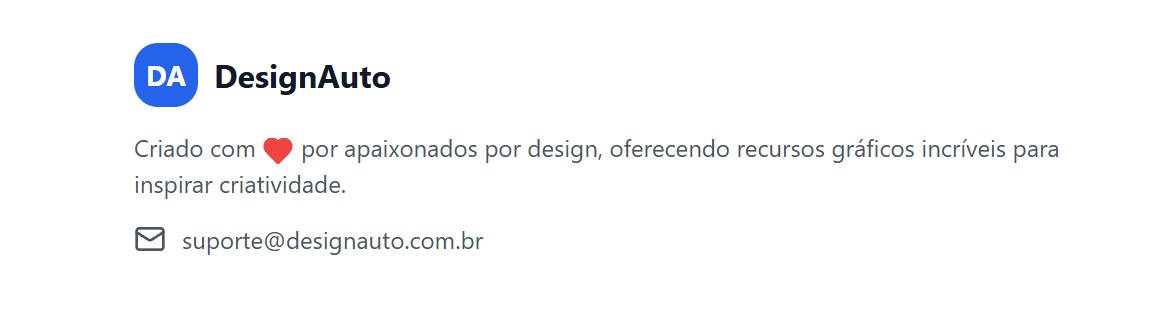 DA DesignAuto
Criado com ❤ por apaixonados por design, oferecendo recursos gráficos incríveis para
inspirar criatividade.
suporte@designauto.com.br